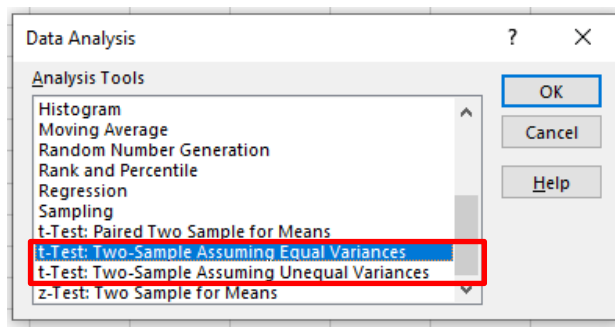 Data Analysis
?
Analysis Tools
OK
Histogram
Moving Average
Cancel
Random Number Generation
Rank and Percentile
Help
Regression
Sampling
t-Test: Paired Two Sample for Means
t-Test: Two-Sample Assuming Equal Variances
t-Test: Two-Sample Assuming Unequal Variances
z-Test: Two Sample for Means